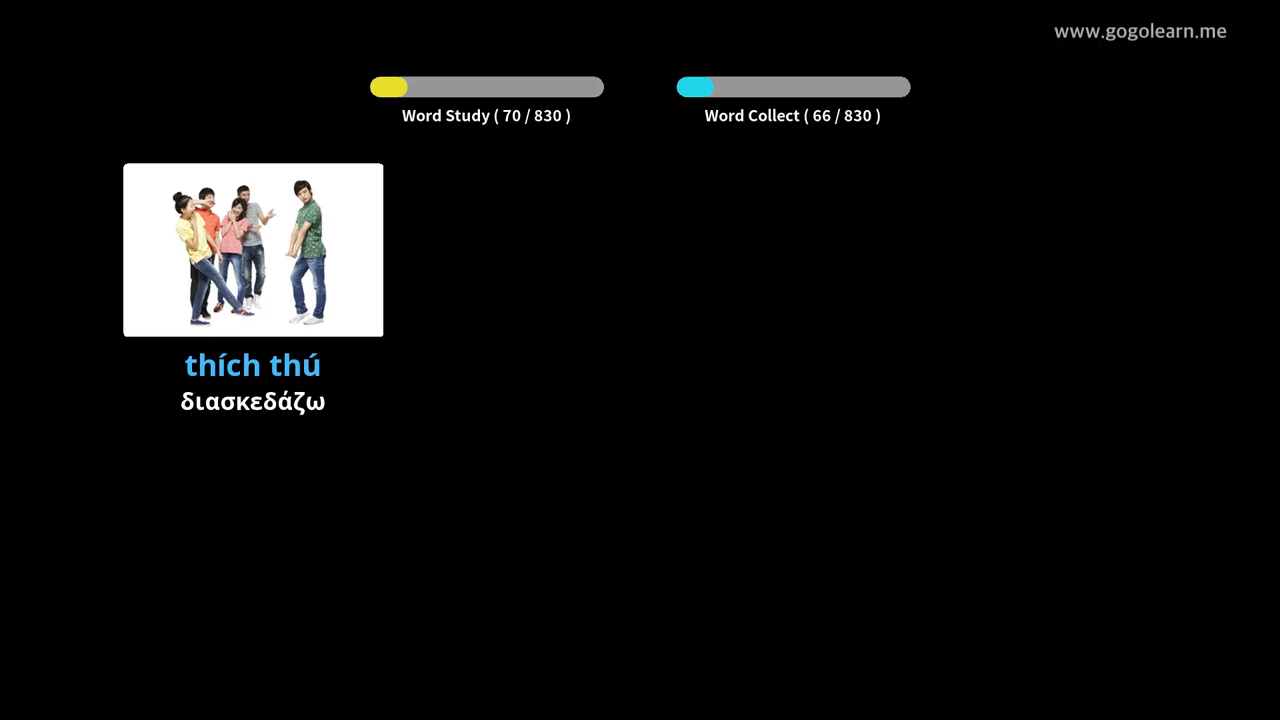 www.gogolearn.me
Word Study ( 70 / 830 )
Word Collect ( 66 / 830 )
thích thú
διασκεδάζω